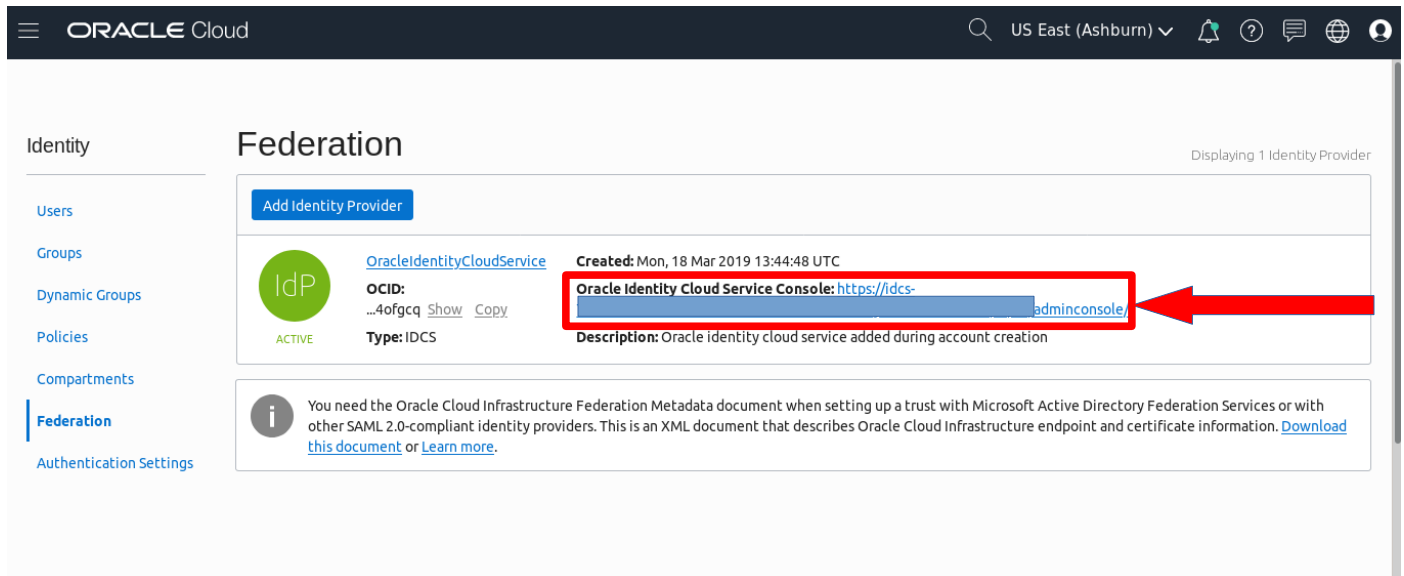 ORACLE Cloud
US East (Ashburn)
Identity
Users
Groups
Dynamic Groups
Policies
Compartments
Federation
Authentication Settings
Federation
Displaying 1 Identity Provider
Add Identity Provider
IdP
ACTIVE
OracleIdentityCloudService
OCID:
...4ofgcq Show Copy
Type: IDCS
Created: Mon, 18 Mar 2019 13:44:48 UTC
Oracle Identity Cloud Service Console: https://idcs-
adminconsole/
Description: Oracle identity cloud service added during account creation
You need the Oracle Cloud Infrastructure Federation Metadata document when setting up a trust with Microsoft Active Directory Federation Services or with
other SAML 2.0-compliant identity providers. This is an XML document that describes Oracle Cloud Infrastructure endpoint and certificate information. Download
this document or Learn more.